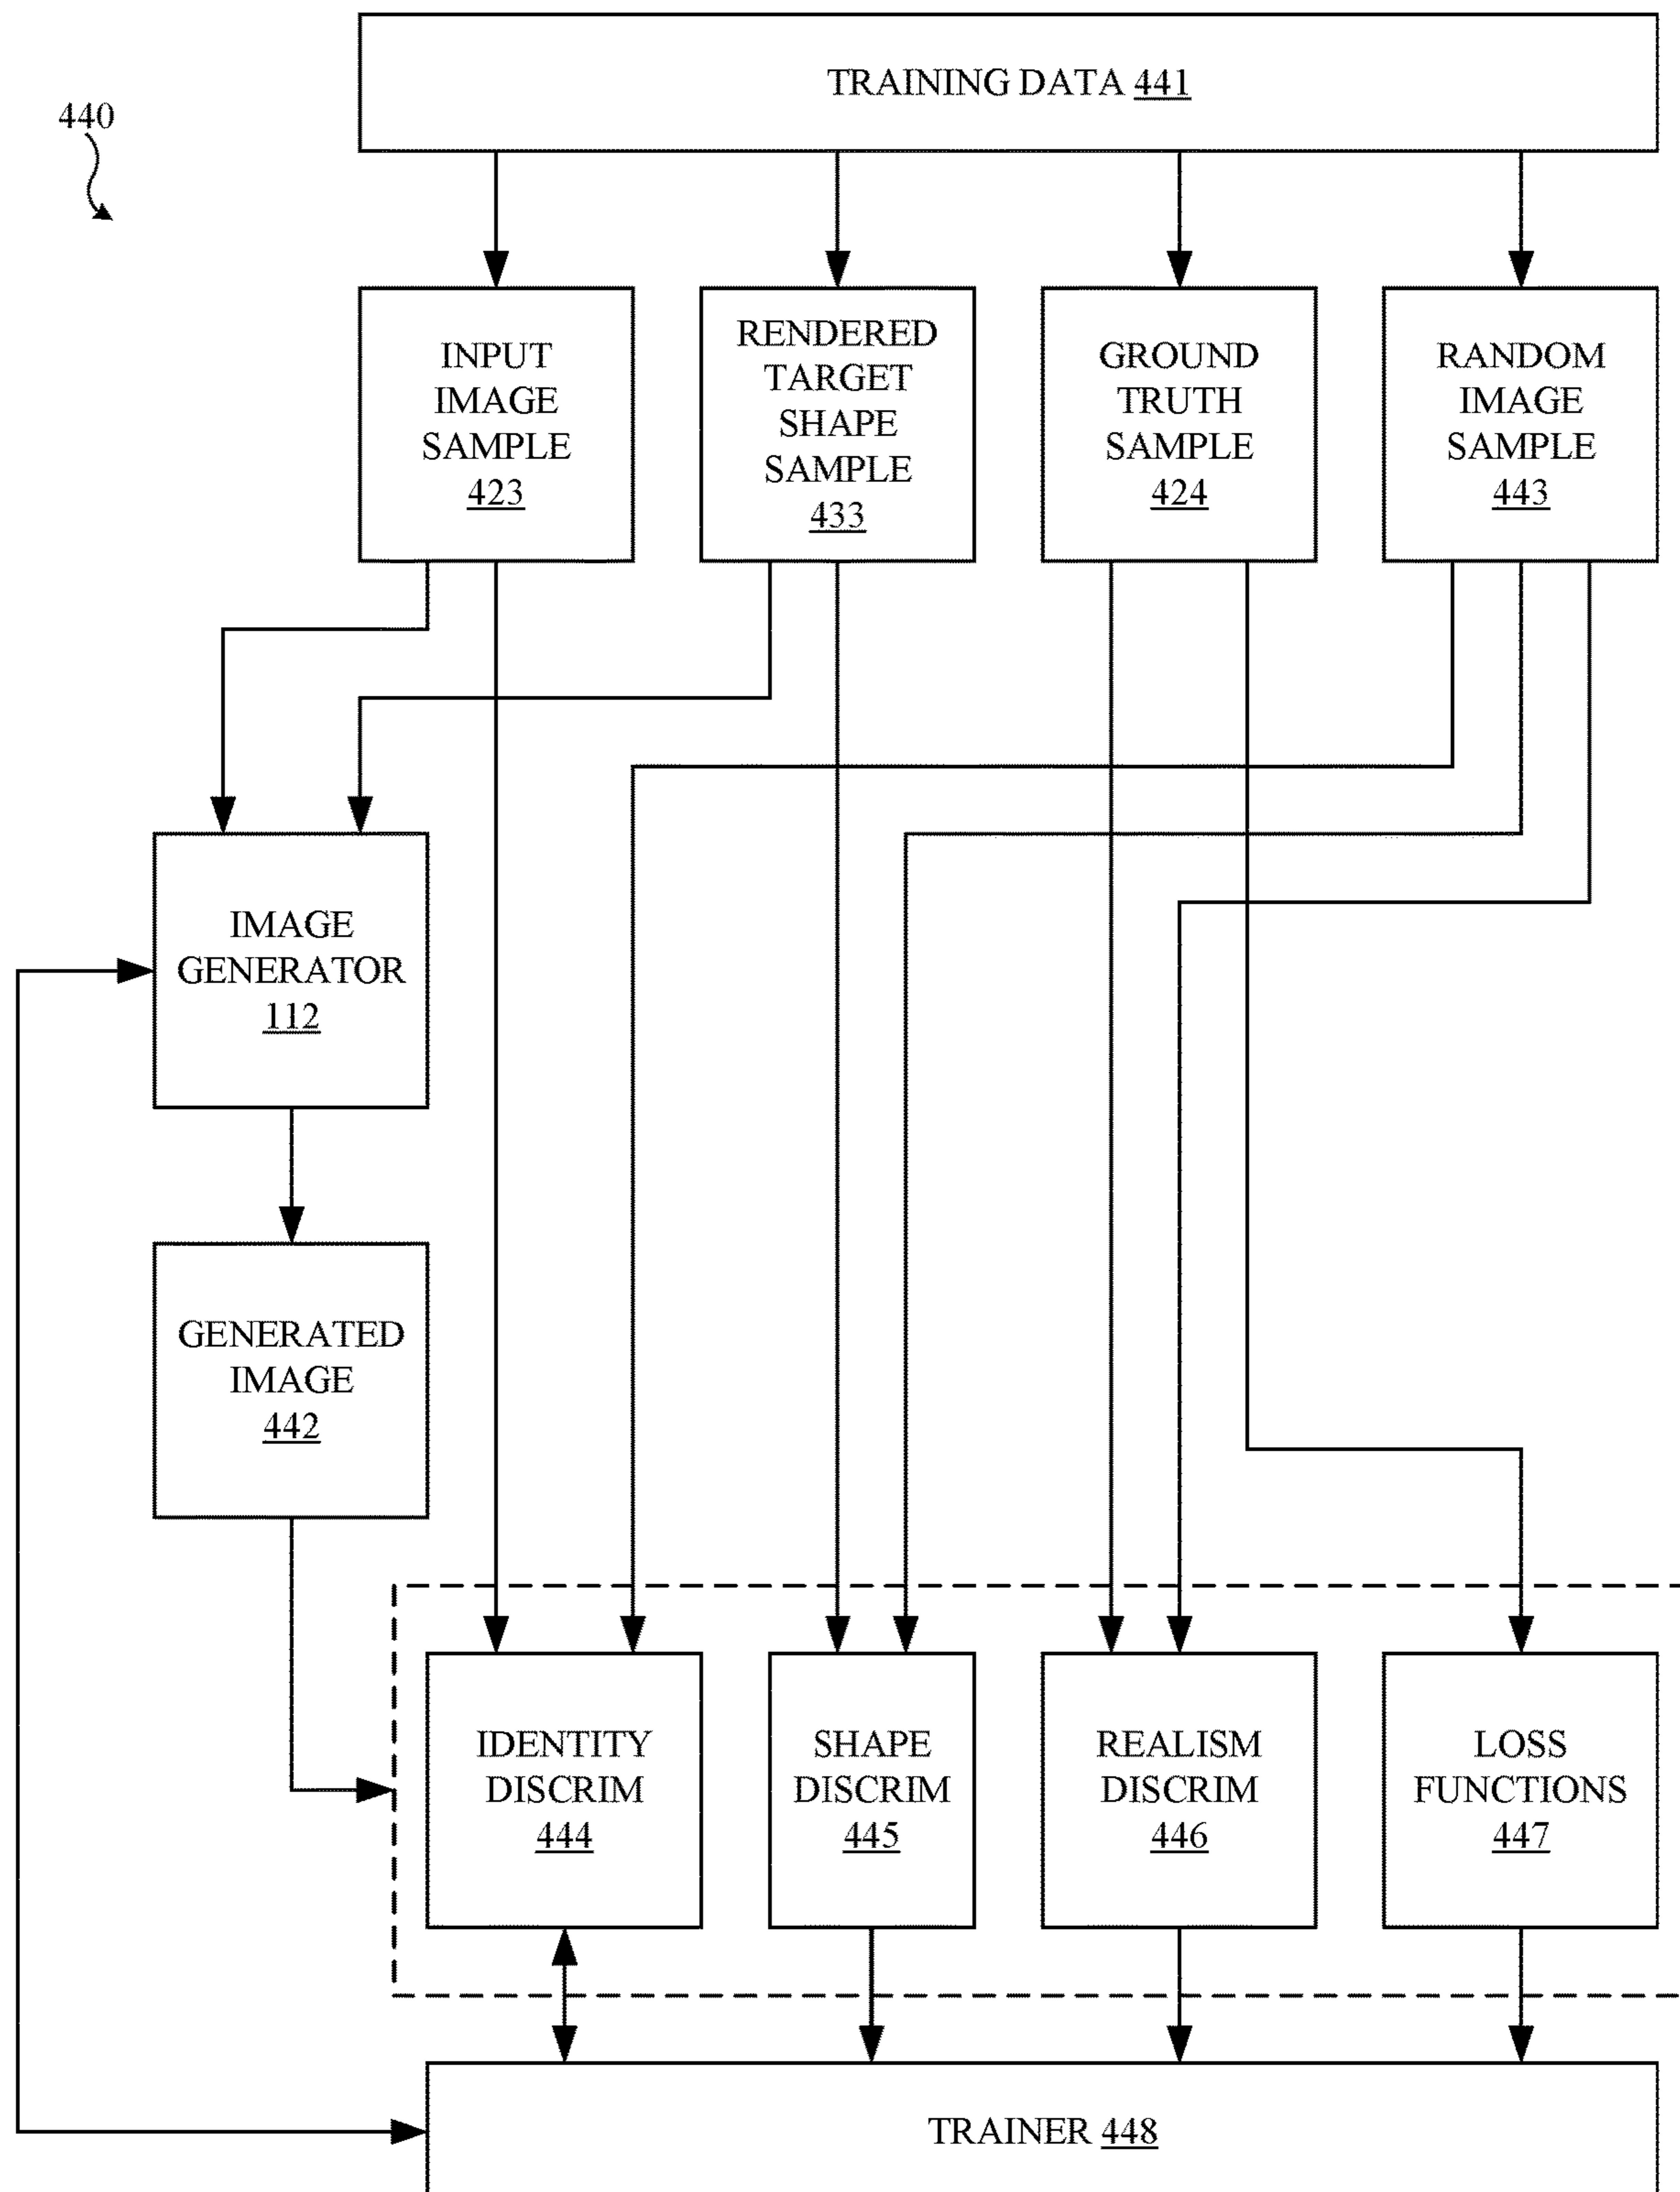 TRAINING DATA 441
440
INPUT
IMAGE
SAMPLE
423
RENDERED
TARGET
SHAPE
SAMPLE
433
GROUND
TRUTH
SAMPLE
424
RANDOM
IMAGE
SAMPLE
443
IMAGE
GENERATOR
112
GENERATED
IMAGE
442
IDENTITY
DISCRIM
444
SHAPE
DISCRIM
445
REALISM
DISCRIM
446
LOSS
FUNCTIONS
447
TRAINER 448